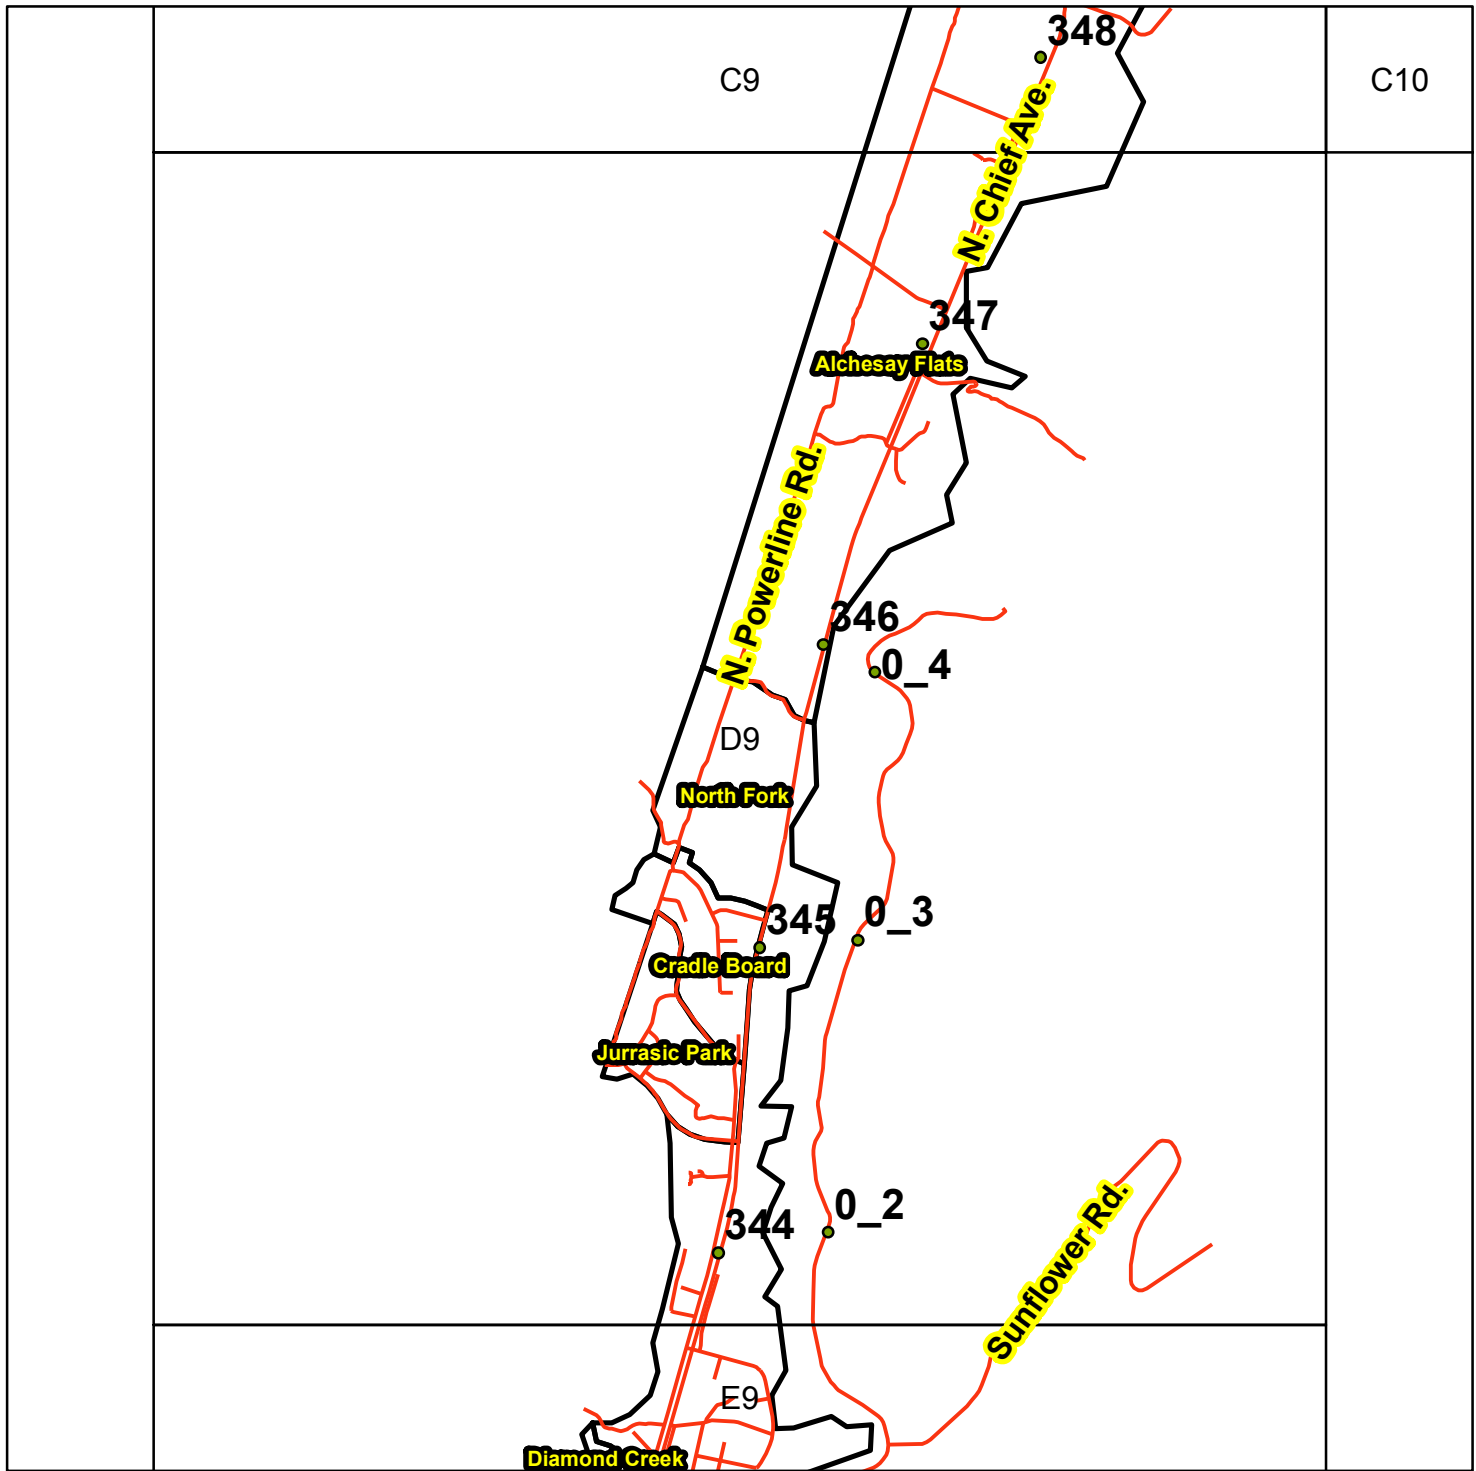 348
C9
C10
N. Chief Ave.
347
Alchesay Flats
N. Powerline Rd.
346
0_4
D9
North Fork
345
0_3
Cradle Board
Jurrasic Park
0_2
344
Sunflower Rd.
E9
Diamond Creek